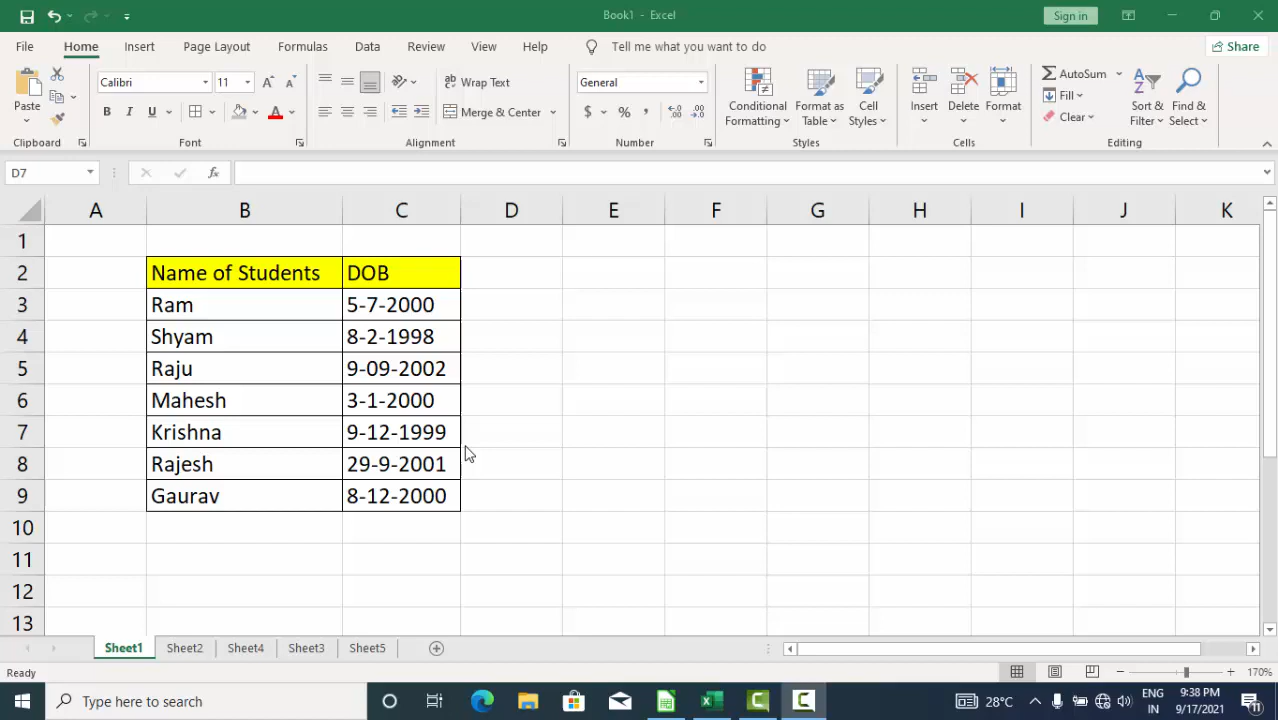 Book1 - Excel
Sign in
File Home Insert Page Layout Formulas Data Review View Help Tell me what you want to do Share
Paste
Calibri 11
B I U
A
Wrap Text
Merge & Center
General
$ % ,
Conditional Formatting
Format as Table
Cell Styles
Insert
Delete
Format
AutoSum
Fill
Clear
Sort & Filter
Find & Select
Clipboard Font Alignment Number Styles Cells Editing
D7 fx
A B C D E F G H I J K
1
2 Name of Students DOB
3 Ram 5-7-2000
4 Shyam 8-2-1998
5 Raju 9-09-2002
6 Mahesh 3-1-2000
7 Krishna 9-12-1999
8 Rajesh 29-9-2001
9 Gaurav 8-12-2000
10
11
12
13
Sheet1 Sheet2 Sheet4 Sheet3 Sheet5
Ready 170%
Type here to search
28°C
ENG
IN
9:38 PM
9/17/2021
11